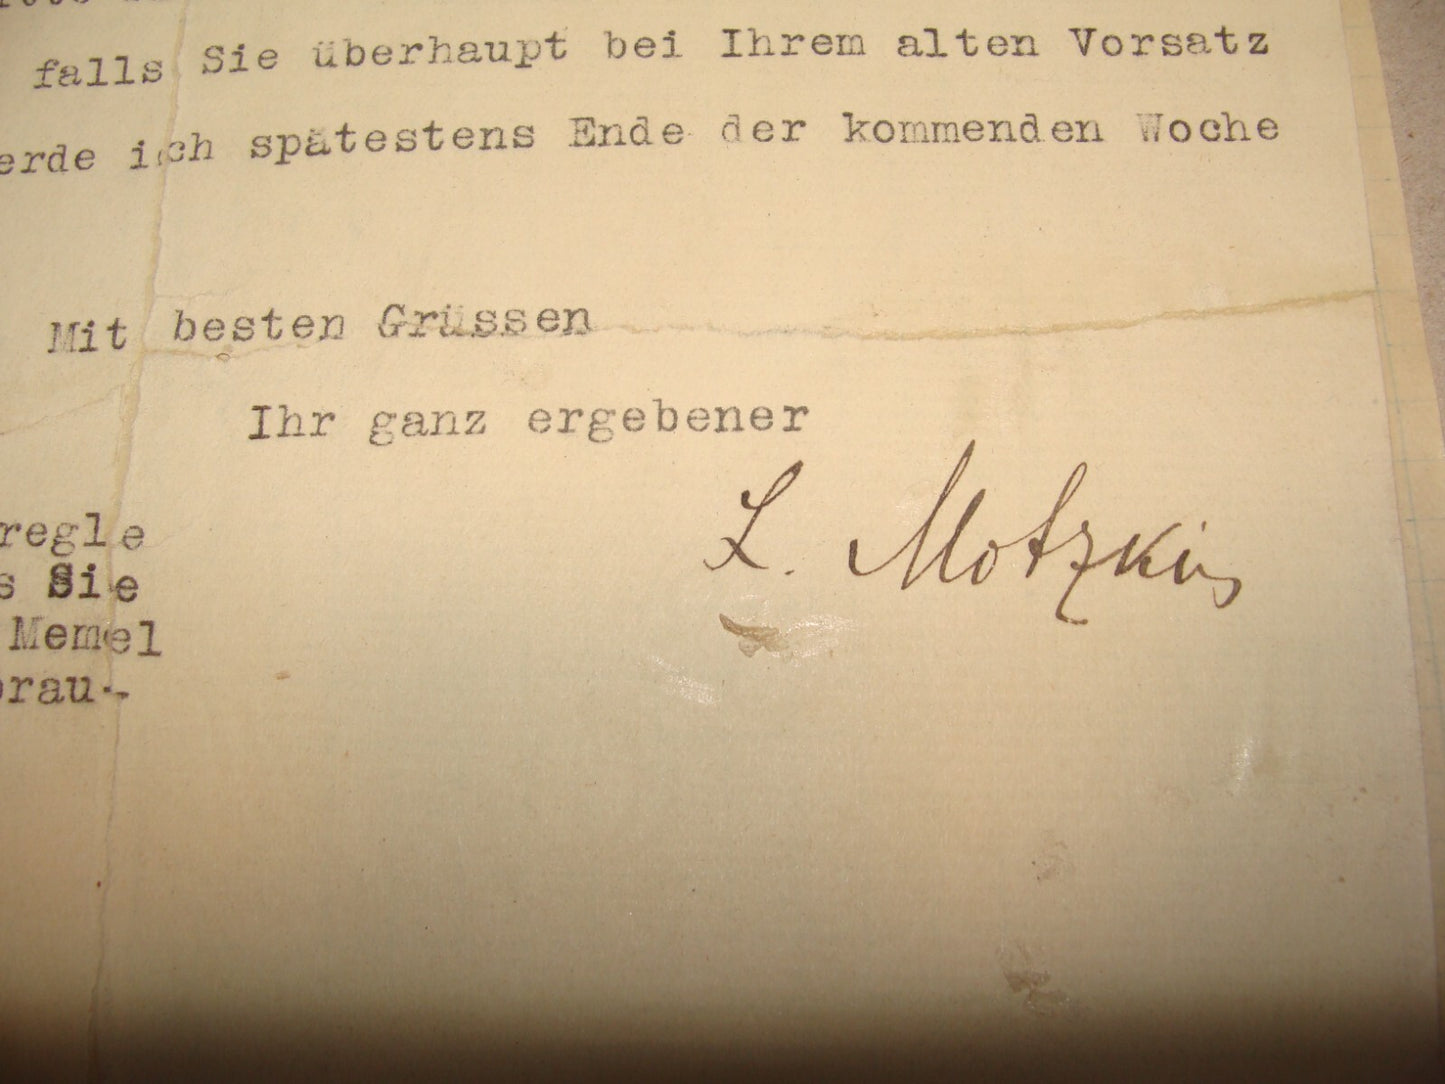 falls Sie überhaupt bei Ihrem alten Vorsatz
erde ich spätestens Ende der kommenden Woche
Mit besten Grüssen
Ihr ganz ergebener
L. Motzkin
regle
s Sie
Memel
brau-